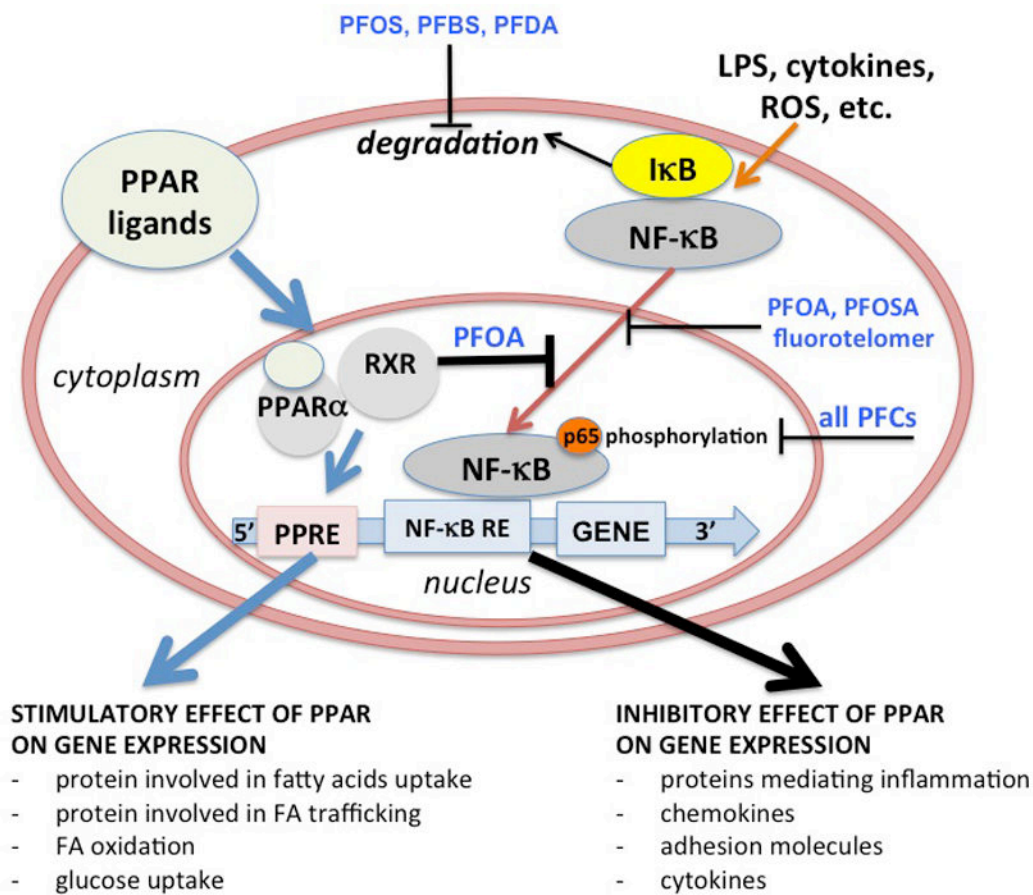 PFOS, PFBS, PFDA
LPS, cytokines,
ROS, etc.
degradation
IκB
PPAR
ligands
NF-κB
PFOA, PFOSA
fluorotelomer
PFOA
RXR
cytoplasm
PPARα
all PFCs
p65 phosphorylation
NF-κB
5’ PPRE NF-κB RE GENE 3’
nucleus
STIMULATORY EFFECT OF PPAR
ON GENE EXPRESSION
- protein involved in fatty acids uptake
- protein involved in FA trafficking
- FA oxidation
- glucose uptake
INHIBITORY EFFECT OF PPAR
ON GENE EXPRESSION
- proteins mediating inflammation
- chemokines
- adhesion molecules
- cytokines